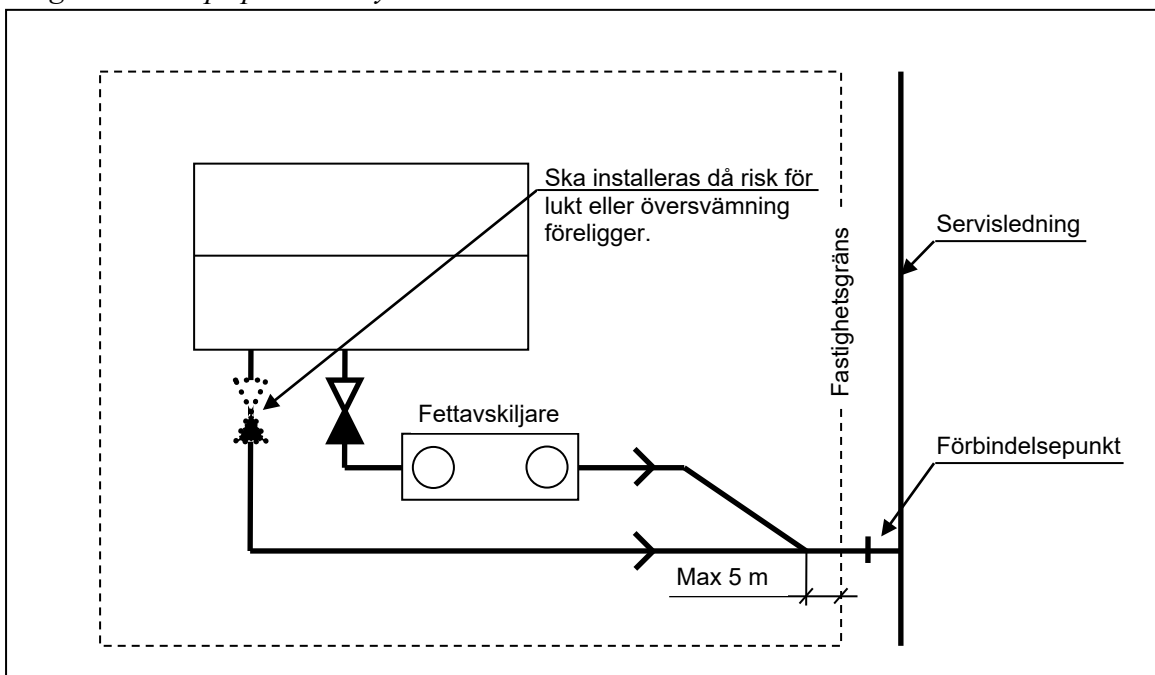 Ska installeras då risk för
lukt eller översvämning
föreligger.
Servisledning
Fastighetsgräns
Fettavskiljare
Förbindelsepunkt
Max 5 m